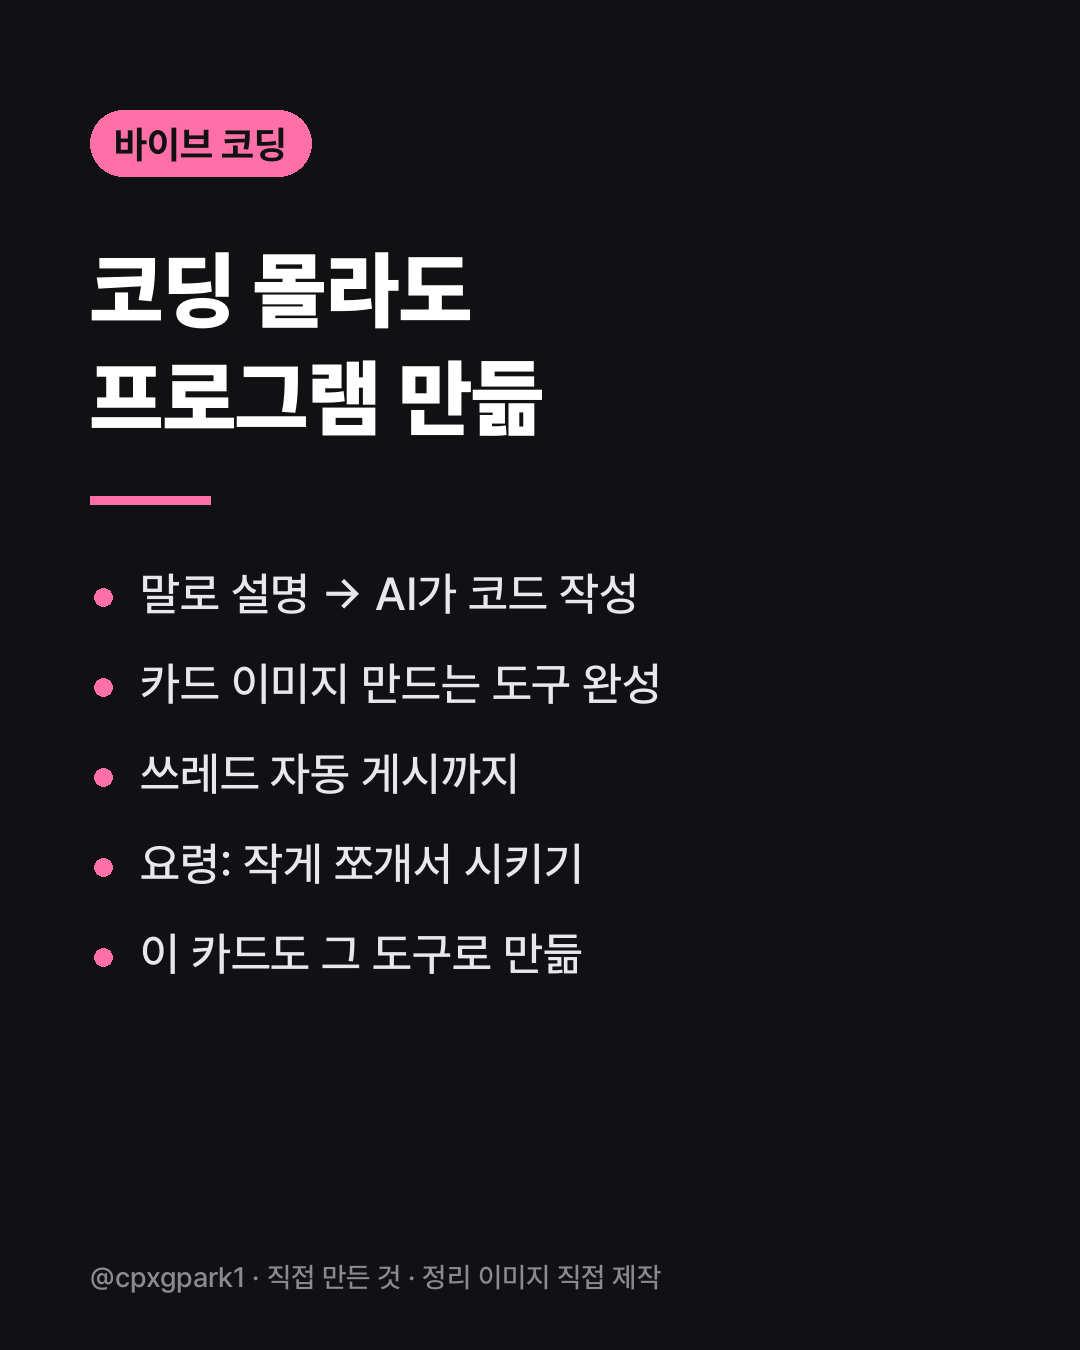 바이브 코딩
코딩 몰라도
프로그램 만듦
말로 설명 → AI가 코드 작성
카드 이미지 만드는 도구 완성
쓰레드 자동 게시까지
요령: 작게 쪼개서 시키기
이 카드도 그 도구로 만듦
@cpxgpark1 · 직접 만든 것 · 정리 이미지 직접 제작